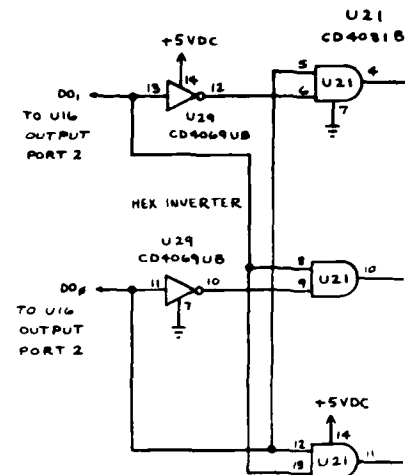 U21
CD4081B
+5VDC
14
5
4
DO₁
13
12
6
U21
TO U16
OUTPUT
PORT 2
U29
CD4069UB
7
HEX INVERTER
U29
CD4069UB
8
10
DOø
11
10
9
U21
TO U16
OUTPUT
PORT 2
7
+5VDC
14
12
11
13
U21